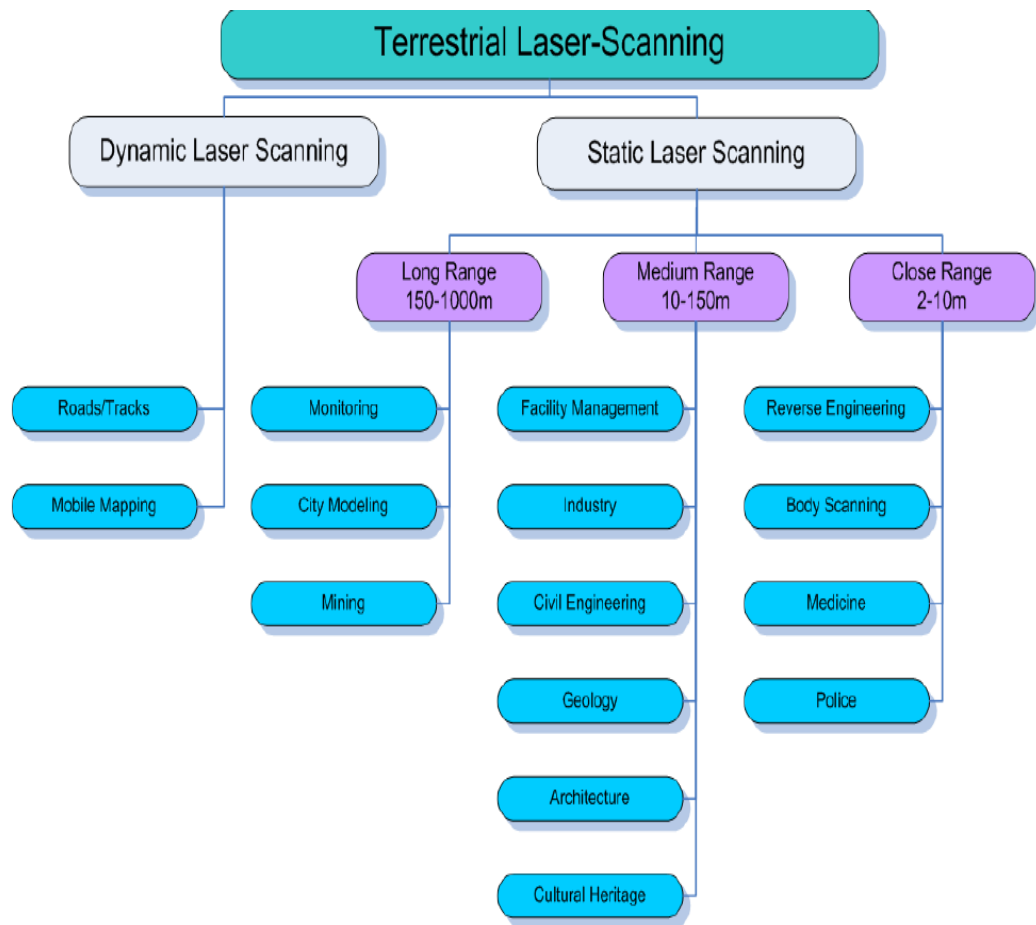 Terrestrial Laser-Scanning
Dynamic Laser Scanning
Static Laser Scanning
Long Range
150-1000m
Medium Range
10-150m
Close Range
2-10m
Roads/Tracks
Monitoring
Facility Management
Reverse Engineering
Mobile Mapping
City Modeling
Industry
Body Scanning
Mining
Civil Engineering
Medicine
Geology
Police
Architecture
Cultural Heritage